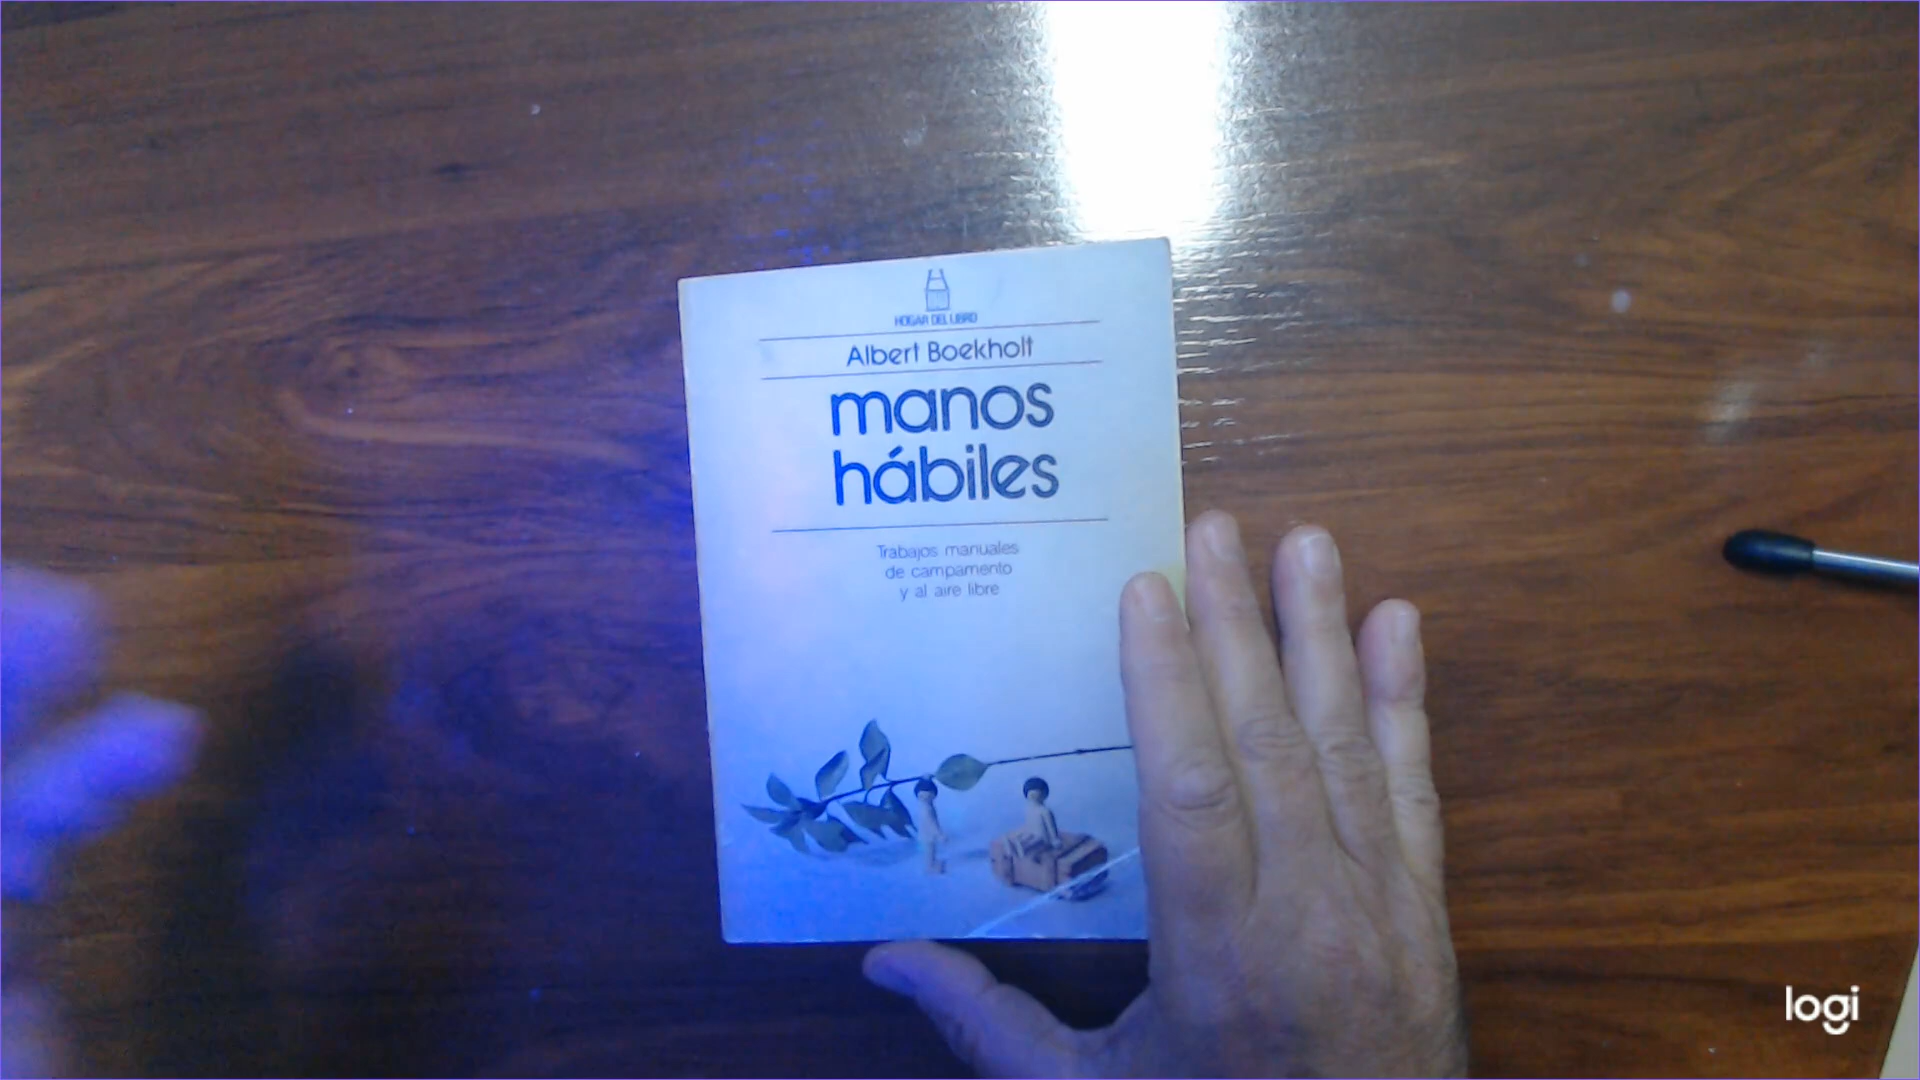 HOGAR DEL LIBRO
Albert Boekholt
manos
hábiles
Trabajos manuales
de campamento
y al aire libre
logi